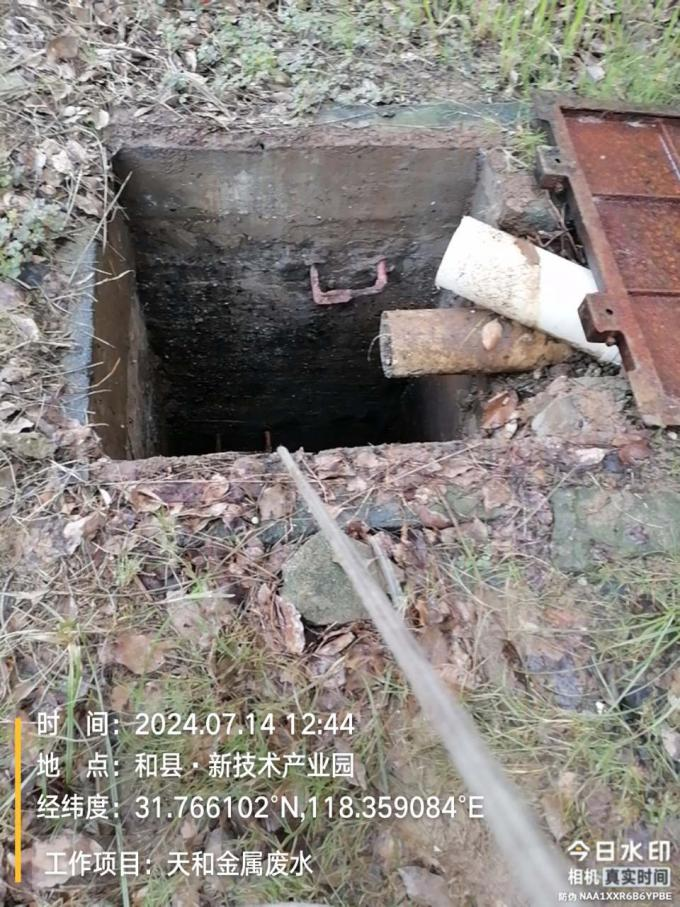 时 间：2024.07.14 12:44
地 点：和县·新技术产业园
经纬度：31.766102°N,118.359084°E
工作项目：天和金属废水
今日水印
相机 真实时间
防伪 NAA1XXR6B6YPBE